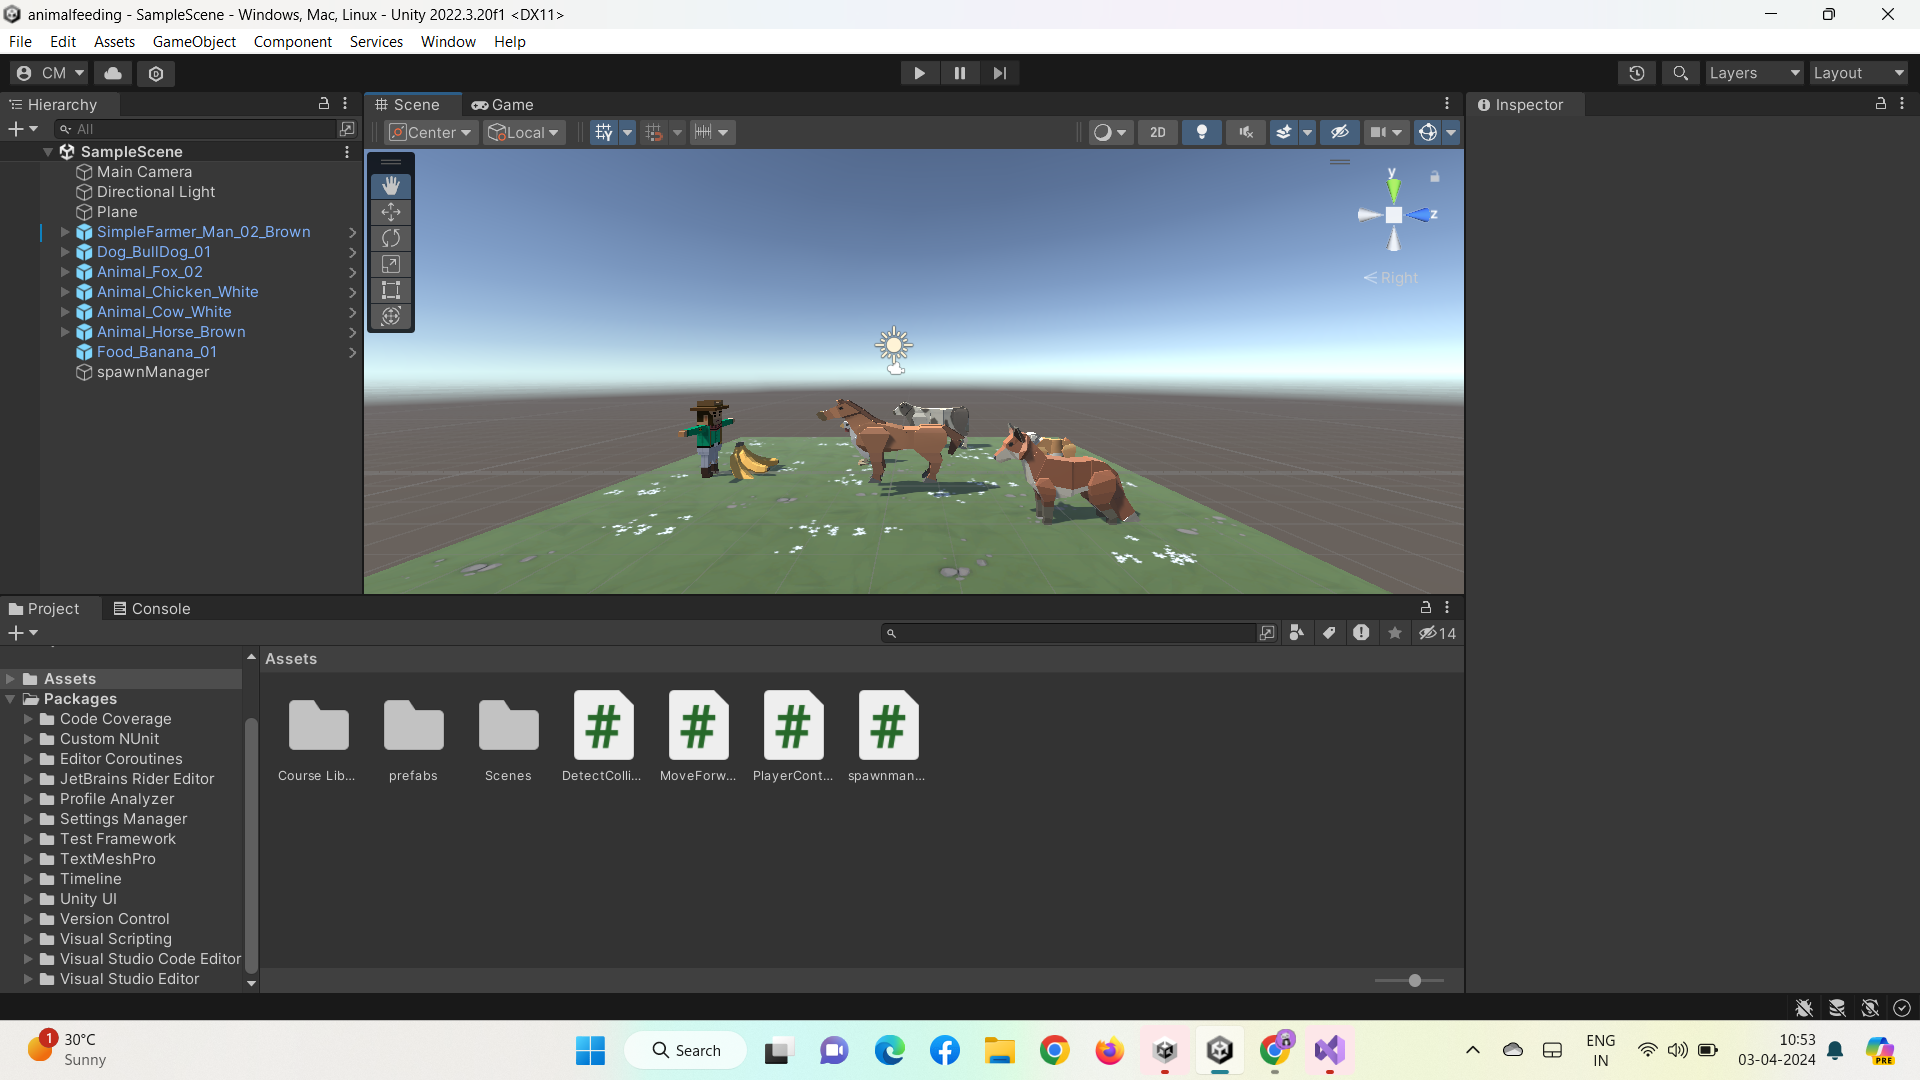 animalfeeding - SampleScene - Windows, Mac, Linux - Unity 2022.3.20f1 <DX11>
File Edit Assets GameObject Component Services Window Help
CM Layers Layout
Hierarchy Scene Game Inspector
All Center Local 2D
SampleScene
Main Camera
Directional Light
Plane
SimpleFarmer_Man_02_Brown
Dog_BullDog_01
Animal_Fox_02
Animal_Chicken_White
Animal_Cow_White
Animal_Horse_Brown
Food_Banana_01
spawnManager
y
z
Right
Project Console
14
Assets
Assets
Packages
Code Coverage
Custom NUnit
Editor Coroutines
JetBrains Rider Editor
Profile Analyzer
Settings Manager
Test Framework
TextMeshPro
Timeline
Unity UI
Version Control
Visual Scripting
Visual Studio Code Editor
Visual Studio Editor
Course Lib... prefabs Scenes DetectColli... MoveForw... PlayerCont... spawnman...
1
30°C
Sunny
Search
ENG
IN
10:53
03-04-2024
PRE